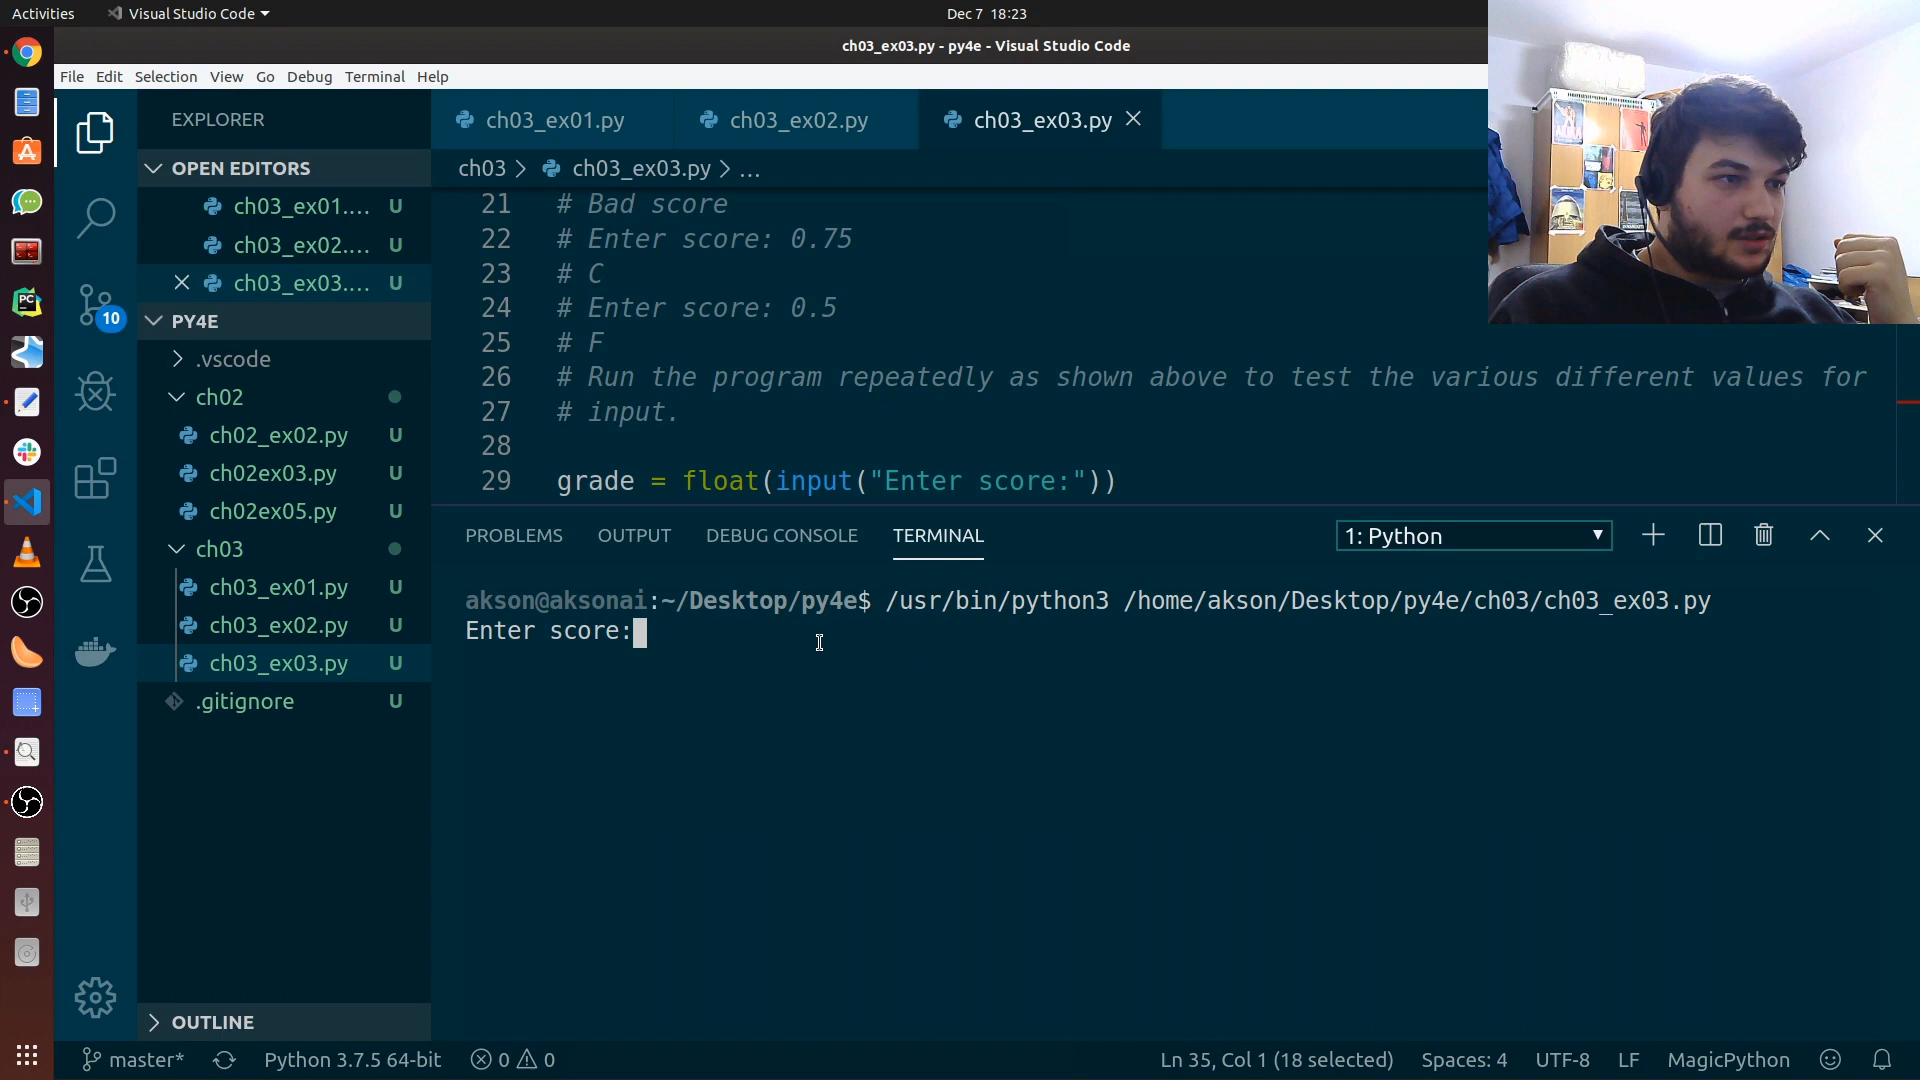 Activities
Visual Studio Code
Dec 7 18:23
ch03_ex03.py - py4e - Visual Studio Code
File Edit Selection View Go Debug Terminal Help
EXPLORER
OPEN EDITORS
ch03_ex01.... U
ch03_ex02.... U
ch03_ex03.... U
PY4E
.vscode
ch02
ch02_ex02.py U
ch02ex03.py U
ch02ex05.py U
ch03
ch03_ex01.py U
ch03_ex02.py U
ch03_ex03.py U
.gitignore U
OUTLINE
10
PC
ch03_ex01.py ch03_ex02.py ch03_ex03.py
ch03 > ch03_ex03.py > ...
21 # Bad score
22 # Enter score: 0.75
23 # C
24 # Enter score: 0.5
25 # F
26 # Run the program repeatedly as shown above to test the various different values for
27 # input.
28
29 grade = float(input("Enter score:"))
PROBLEMS OUTPUT DEBUG CONSOLE TERMINAL 1: Python
akson@aksonai:~/Desktop/py4e$ /usr/bin/python3 /home/akson/Desktop/py4e/ch03/ch03_ex03.py
Enter score:
master* Python 3.7.5 64-bit 0 0 Ln 35, Col 1 (18 selected) Spaces: 4 UTF-8 LF MagicPython